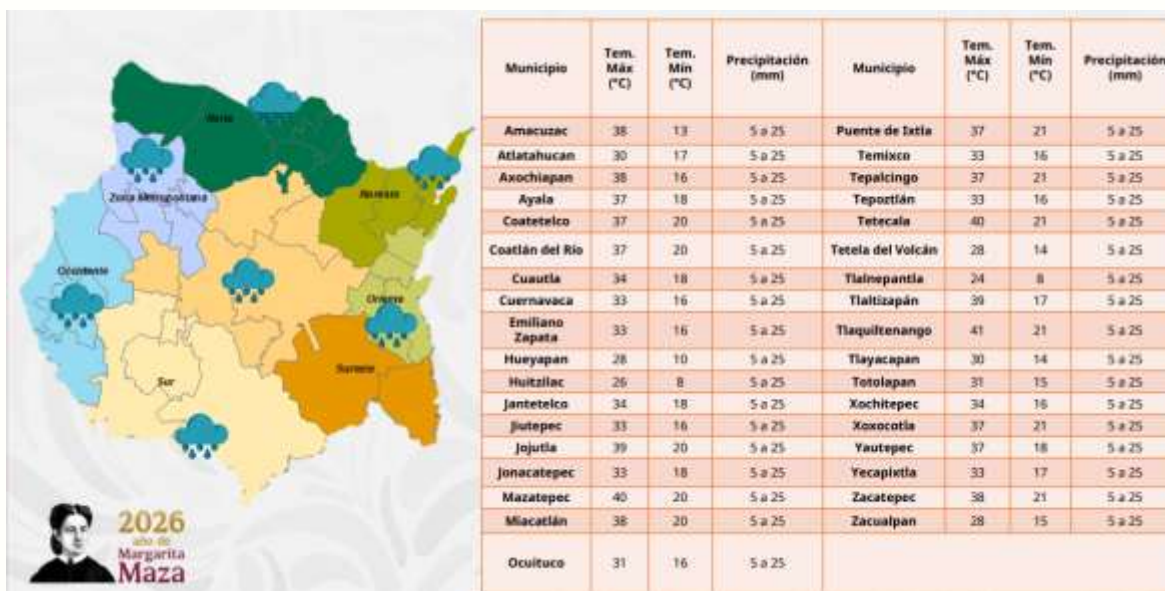 Norte
Zona Metropolitana
Noreste
Occidente
Oriente
Sureste
Sur
2026
año de
Margarita
Maza
Municipio Tem. Máx (°C) Tem. Mín (°C) Precipitación (mm) Municipio Tem. Máx (°C) Tem. Mín (°C) Precipitación (mm)
Amacuzac 38 13 5 a 25 Puente de Ixtla 37 21 5 a 25
Atlatahucan 30 17 5 a 25 Temixco 33 16 5 a 25
Axochiapan 38 16 5 a 25 Tepalcingo 37 21 5 a 25
Ayala 37 18 5 a 25 Tepoztlán 33 16 5 a 25
Coatetelco 37 20 5 a 25 Tetecala 40 21 5 a 25
Coatlán del Río 37 20 5 a 25 Tetela del Volcán 28 14 5 a 25
Cuautla 34 18 5 a 25 Tlalnepantla 24 8 5 a 25
Cuernavaca 33 16 5 a 25 Tlaltizapán 39 17 5 a 25
Emiliano Zapata 33 16 5 a 25 Tlaquiltenango 41 21 5 a 25
Hueyapan 28 10 5 a 25 Tlayacapan 30 14 5 a 25
Huitzilac 26 8 5 a 25 Totolapan 31 15 5 a 25
Jantetelco 34 18 5 a 25 Xochitepec 34 16 5 a 25
Jiutepec 33 16 5 a 25 Xoxocotla 37 21 5 a 25
Jojutla 39 20 5 a 25 Yautepec 37 18 5 a 25
Jonacatepec 33 18 5 a 25 Yecapixtla 33 17 5 a 25
Mazatepec 40 20 5 a 25 Zacatepec 38 21 5 a 25
Miacatlán 38 20 5 a 25 Zacualpan 28 15 5 a 25
Ocuituco 31 16 5 a 25